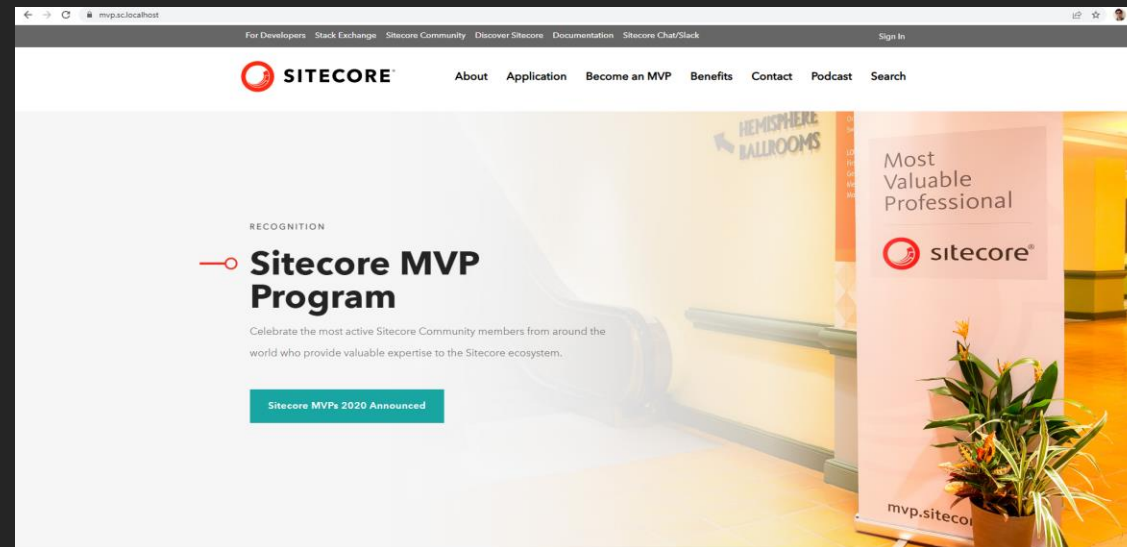 mvp.sc.localhost
For Developers Stack Exchange Sitecore Community Discover Sitecore Documentation Sitecore Chat/Slack Sign In
SITECORE
About Application Become an MVP Benefits Contact Podcast Search
HEMISPHERE
BALLROOMS
Most
Valuable
Professional
sitecore®
RECOGNITION
Sitecore MVP
Program
Celebrate the most active Sitecore Community members from around the
world who provide valuable expertise to the Sitecore ecosystem.
Sitecore MVPs 2020 Announced
mvp.siteco